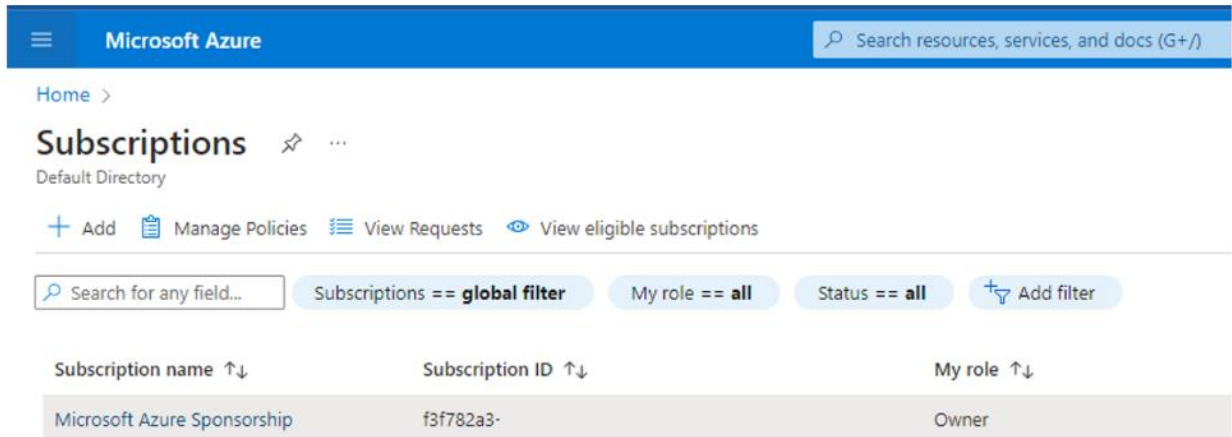 Microsoft Azure Search resources, services, and docs (G+/)
Home >
Subscriptions ...
Default Directory
+ Add Manage Policies View Requests View eligible subscriptions
Search for any field... Subscriptions == global filter My role == all Status == all Add filter
Subscription name ↑↓ Subscription ID ↑↓ My role ↑↓
Microsoft Azure Sponsorship f3f782a3- Owner